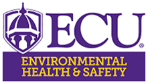 ECU
ENVIRONMENTAL
HEALTH & SAFETY